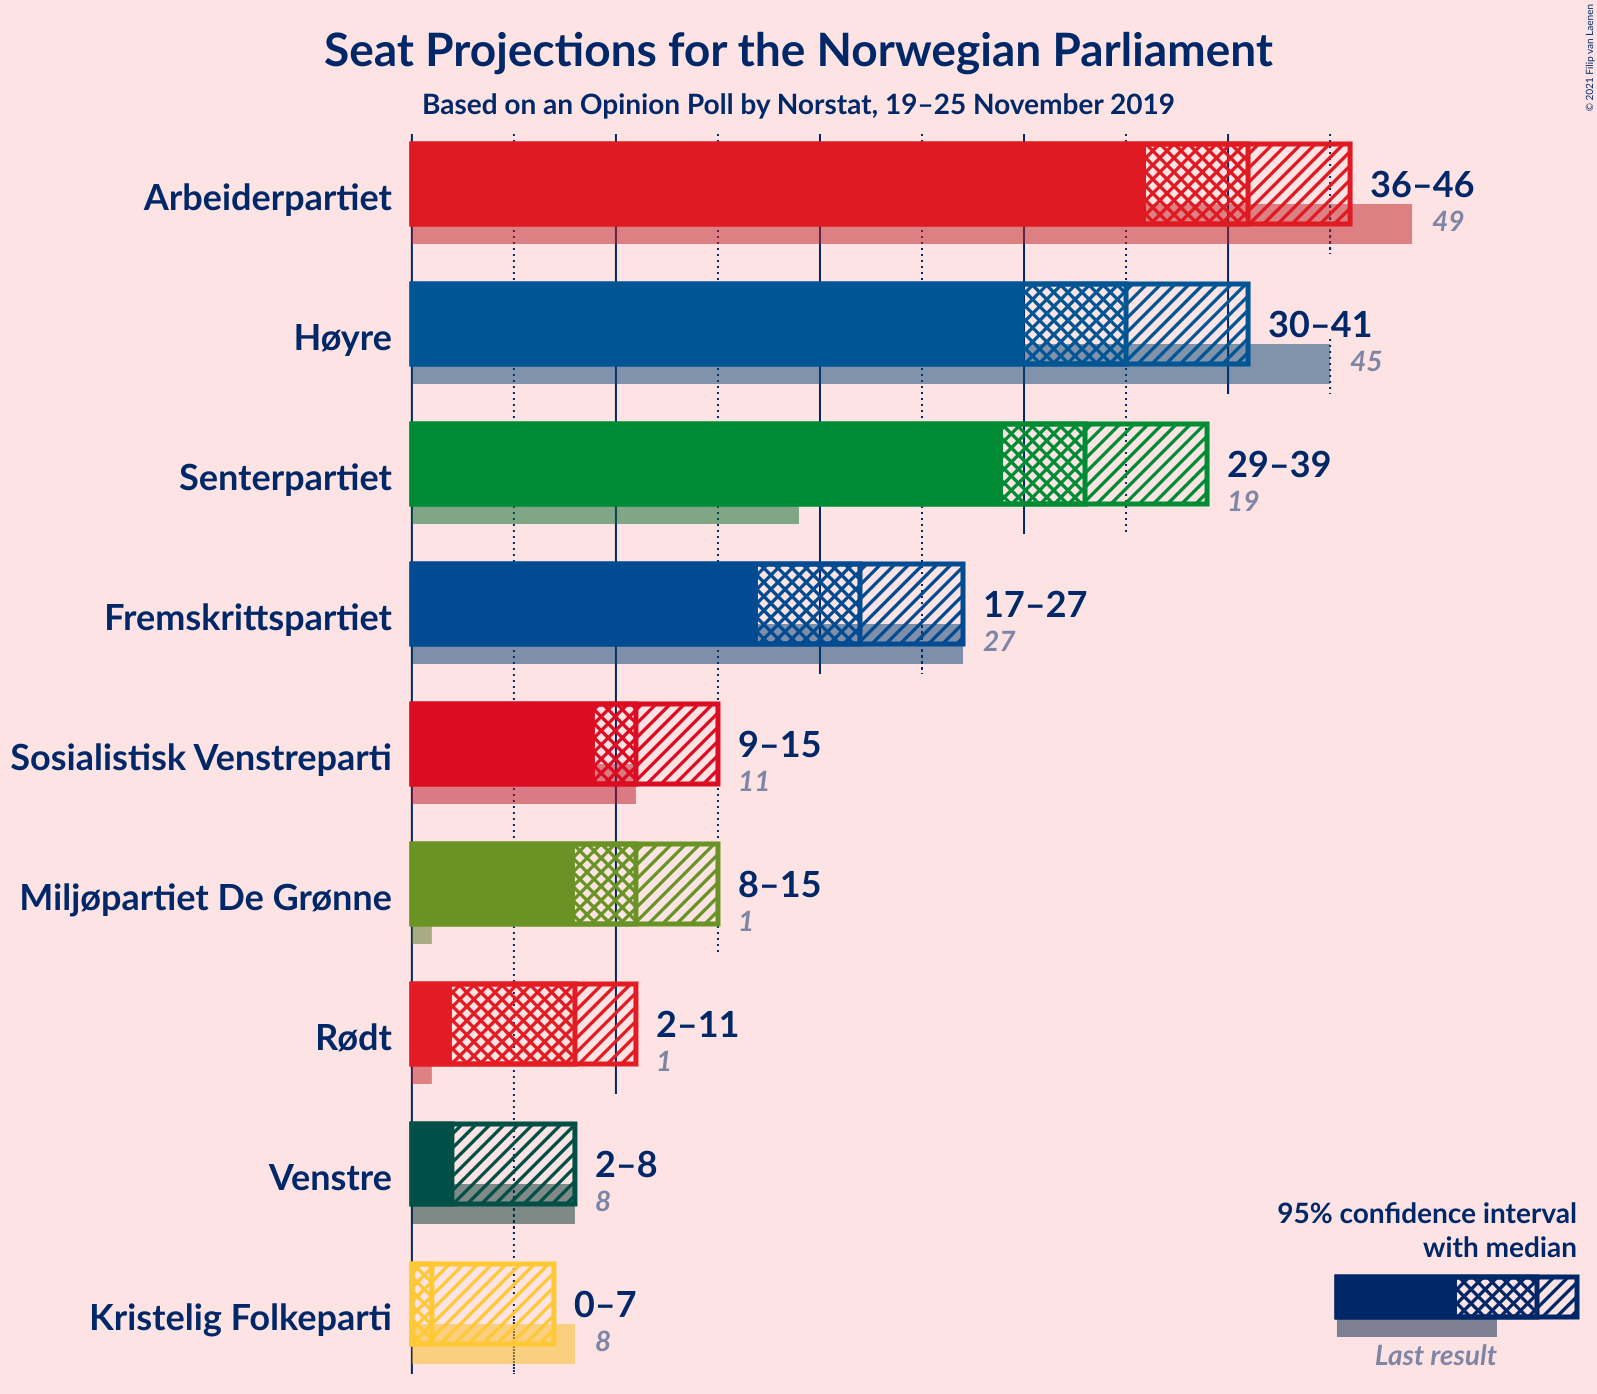 Seat Projections for the Norwegian Parliament
Based on an Opinion Poll by Norstat, 19–25 November 2019
© 2021 Filip van Laenen
Arbeiderpartiet
36–46
49
Høyre
30–41
45
Senterpartiet
29–39
19
Fremskrittspartiet
17–27
27
Sosialistisk Venstreparti
9–15
11
Miljøpartiet De Grønne
8–15
1
Rødt
2–11
1
Venstre
2–8
8
Kristelig Folkeparti
0–7
8
95% confidence interval
with median
Last result